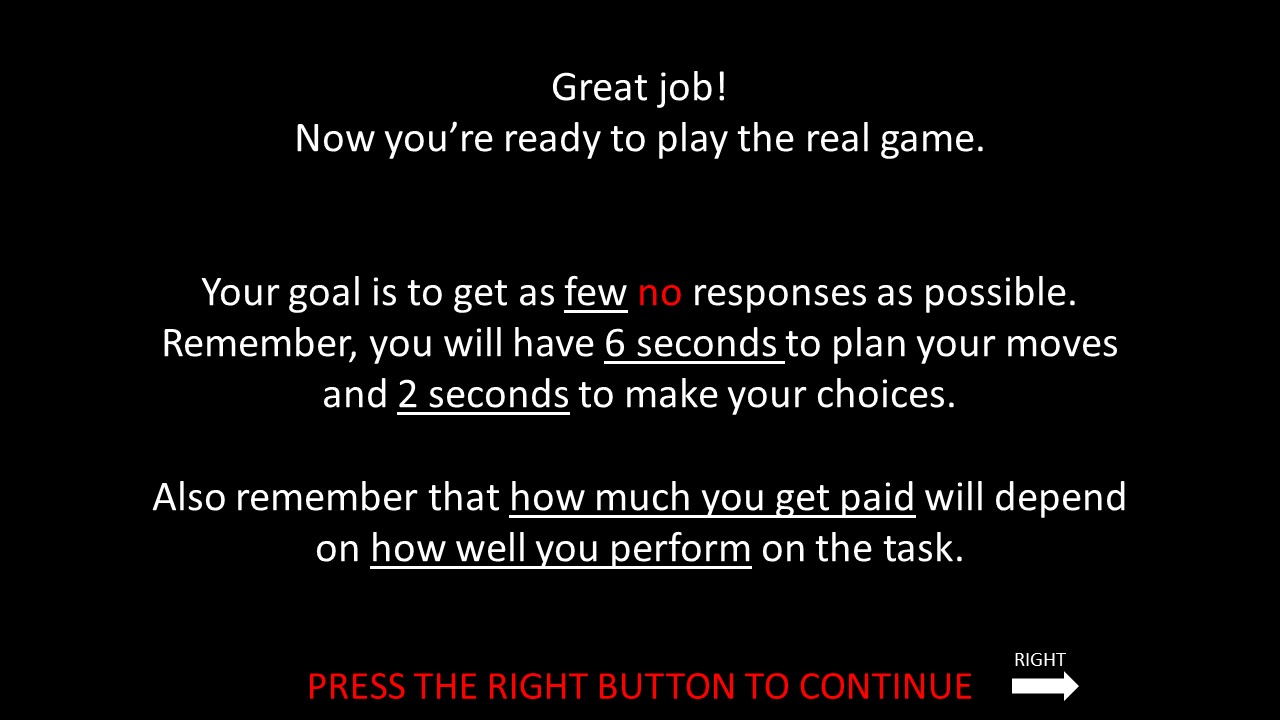 Great job!
Now you’re ready to play the real game.
Your goal is to get as few no responses as possible.
Remember, you will have 6 seconds to plan your moves
and 2 seconds to make your choices.
Also remember that how much you get paid will depend
on how well you perform on the task.
RIGHT
PRESS THE RIGHT BUTTON TO CONTINUE